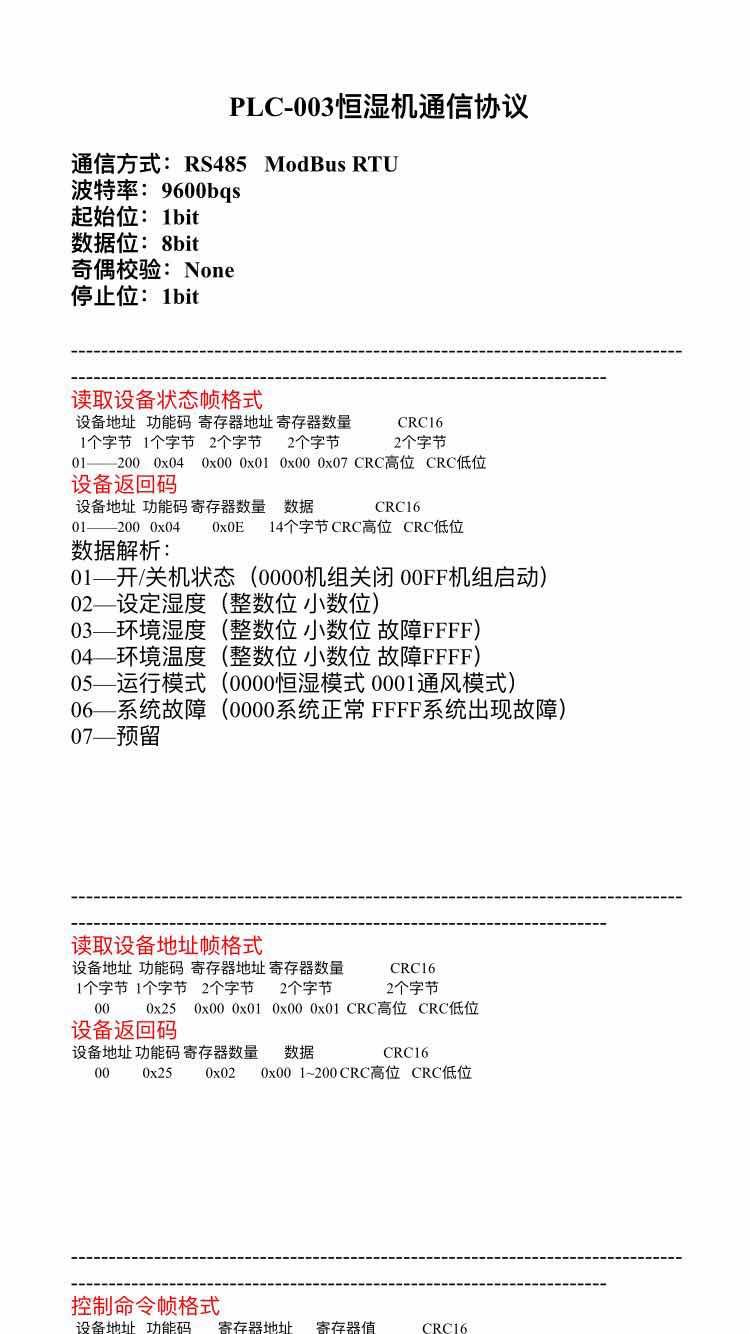 PLC-003恒湿机通信协议
通信方式：RS485 ModBus RTU
波特率：9600bqs
起始位：1bit
数据位：8bit
奇偶校验：None
停止位：1bit
---------------------------------------------------------------------------------
-----------------------------------------------------------------------
读取设备状态帧格式
设备地址 功能码 寄存器地址 寄存器数量 CRC16
1个字节 1个字节 2个字节 2个字节 2个字节
01——200 0x04 0x00 0x01 0x00 0x07 CRC高位 CRC低位
设备返回码
设备地址 功能码 寄存器数量 数据 CRC16
01——200 0x04 0x0E 14个字节 CRC高位 CRC低位
数据解析：
01—开/关机状态（0000机组关闭 00FF机组启动）
02—设定湿度（整数位 小数位）
03—环境湿度（整数位 小数位 故障FFFF）
04—环境温度（整数位 小数位 故障FFFF）
05—运行模式（0000恒湿模式 0001通风模式）
06—系统故障（0000系统正常 FFFF系统出现故障）
07—预留
---------------------------------------------------------------------------------
-----------------------------------------------------------------------
读取设备地址帧格式
设备地址 功能码 寄存器地址 寄存器数量 CRC16
1个字节 1个字节 2个字节 2个字节 2个字节
00 0x25 0x00 0x01 0x00 0x01 CRC高位 CRC低位
设备返回码
设备地址 功能码 寄存器数量 数据 CRC16
00 0x25 0x02 0x00 1~200 CRC高位 CRC低位
---------------------------------------------------------------------------------
-----------------------------------------------------------------------
控制命令帧格式
设备地址 功能码 寄存器地址 寄存器值 CRC16